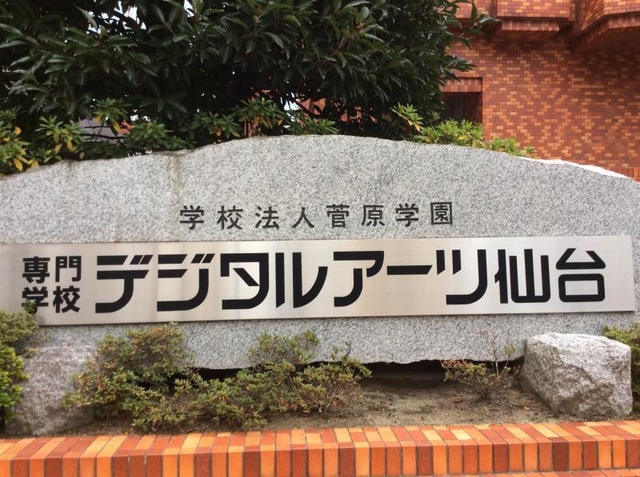 学校法人菅原学園
専門
学校 デジタルアーツ仙台